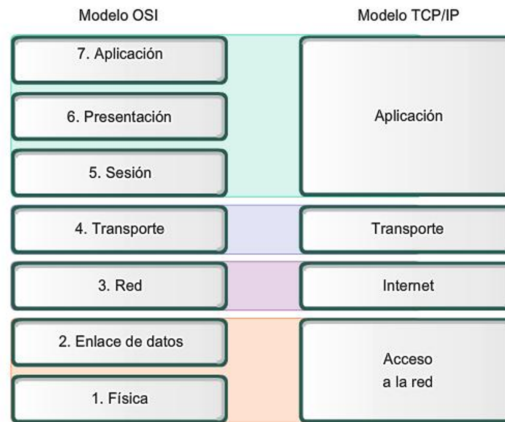 Modelo OSI
Modelo TCP/IP
7. Aplicación
6. Presentación
5. Sesión
Aplicación
4. Transporte
Transporte
3. Red
Internet
2. Enlace de datos
1. Física
Acceso
a la red